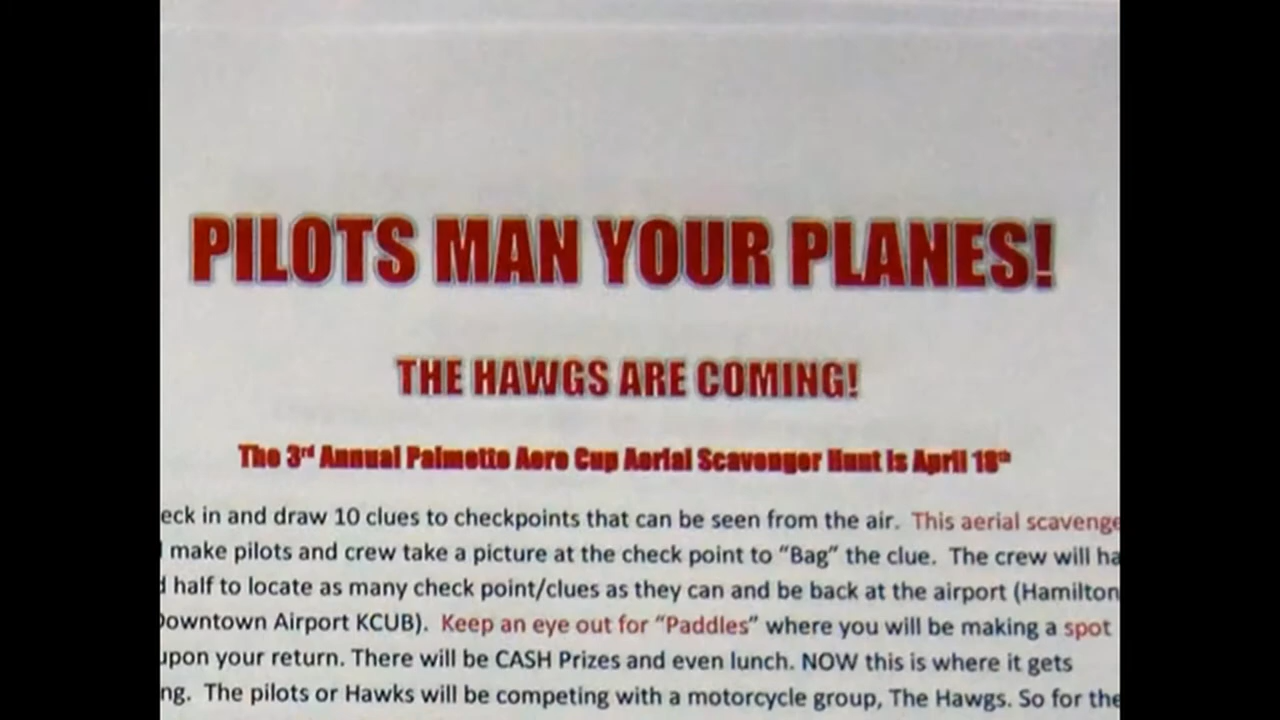 PILOTS MAN YOUR PLANES!
THE HAWGS ARE COMING!
The 3rd Annual Palmetto Aero Cup Aerial Scavenger Hunt is April 18th
eck in and draw 10 clues to checkpoints that can be seen from the air. This aerial scavenge
make pilots and crew take a picture at the check point to “Bag” the clue. The crew will ha
d half to locate as many check point/clues as they can and be back at the airport (Hamilton
Downtown Airport KCUB). Keep an eye out for “Paddles” where you will be making a spot
upon your return. There will be CASH Prizes and even lunch. NOW this is where it gets
ng. The pilots or Hawks will be competing with a motorcycle group, The Hawgs. So for the